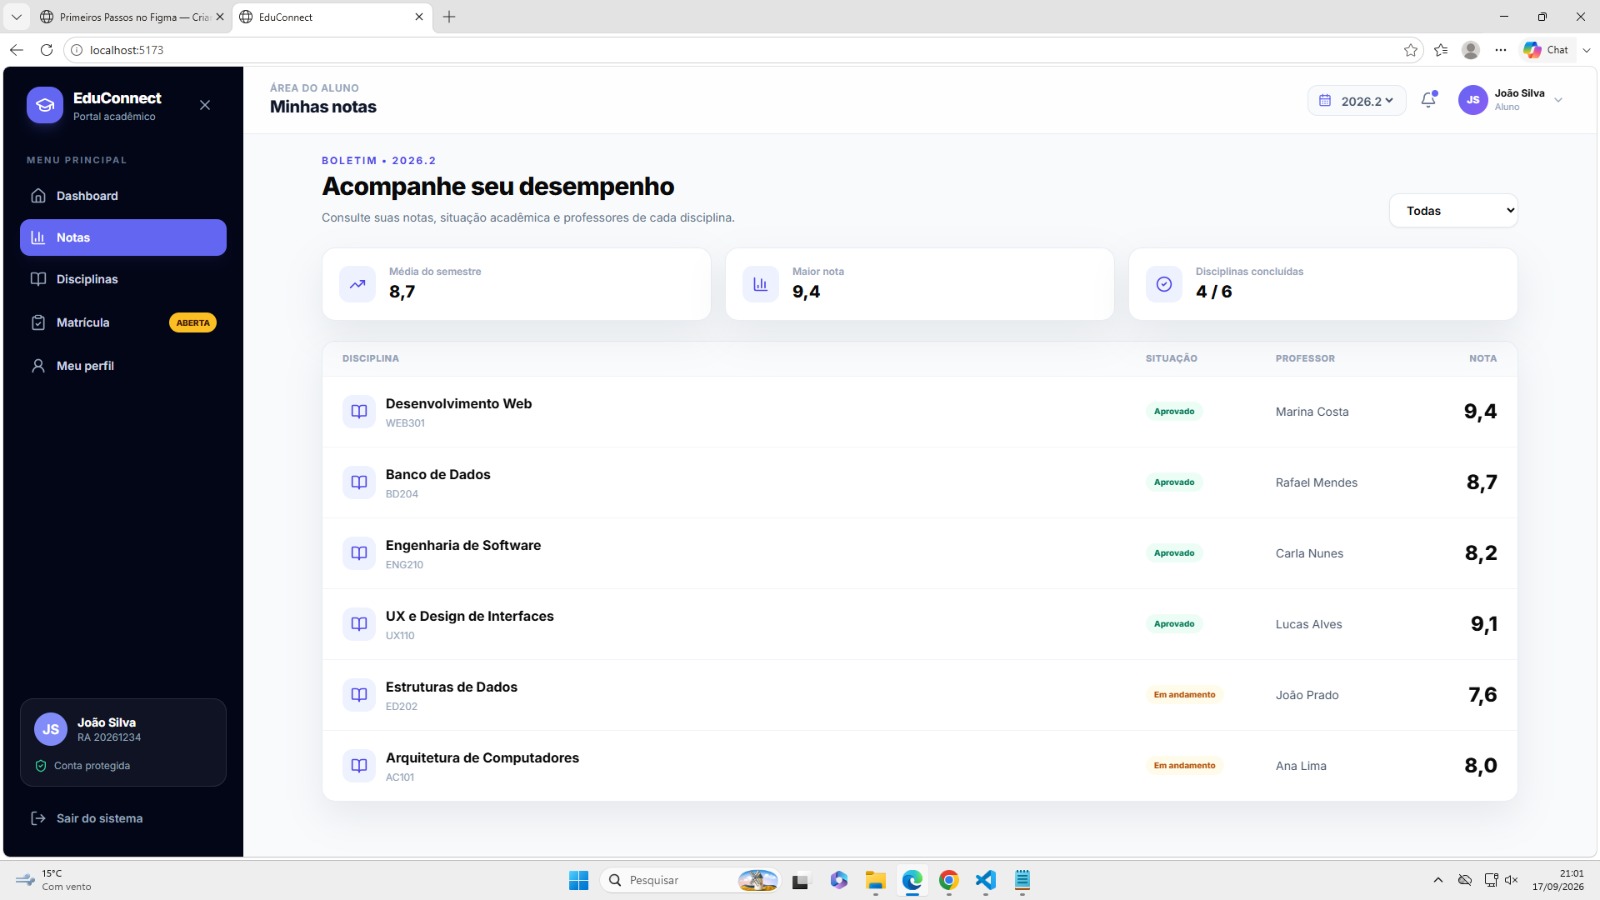 Primeiros Passos no Figma — Cria
EduConnect
localhost:5173
Chat
EduConnect
Portal acadêmico
MENU PRINCIPAL
Dashboard
Notas
Disciplinas
Matrícula
ABERTA
Meu perfil
JS
João Silva
RA 20261234
Conta protegida
Sair do sistema
ÁREA DO ALUNO
Minhas notas
2026.2
JS
João Silva
Aluno
BOLETIM • 2026.2
Acompanhe seu desempenho
Consulte suas notas, situação acadêmica e professores de cada disciplina.
Todas
Média do semestre
8,7
Maior nota
9,4
Disciplinas concluídas
4 / 6
DISCIPLINA SITUAÇÃO PROFESSOR NOTA
Desenvolvimento Web
WEB301
Aprovado
Marina Costa
9,4
Banco de Dados
BD204
Aprovado
Rafael Mendes
8,7
Engenharia de Software
ENG210
Aprovado
Carla Nunes
8,2
UX e Design de Interfaces
UX110
Aprovado
Lucas Alves
9,1
Estruturas de Dados
ED202
Em andamento
João Prado
7,6
Arquitetura de Computadores
AC101
Em andamento
Ana Lima
8,0
15°C
Com vento
Pesquisar
21:01
17/09/2026